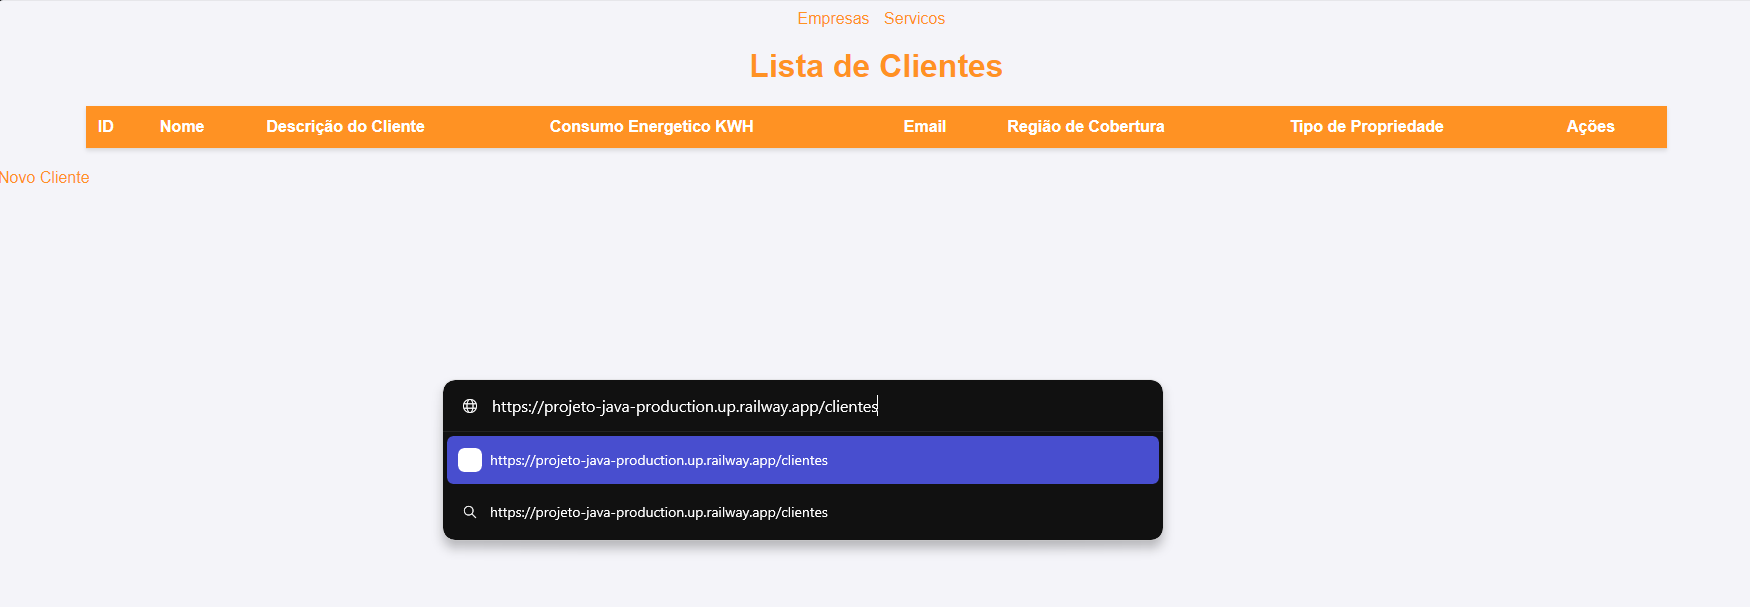 Empresas Servicos
Lista de Clientes
ID Nome Descrição do Cliente Consumo Energetico KWH Email Região de Cobertura Tipo de Propriedade Ações
Novo Cliente
https://projeto-java-production.up.railway.app/clientes
https://projeto-java-production.up.railway.app/clientes
https://projeto-java-production.up.railway.app/clientes